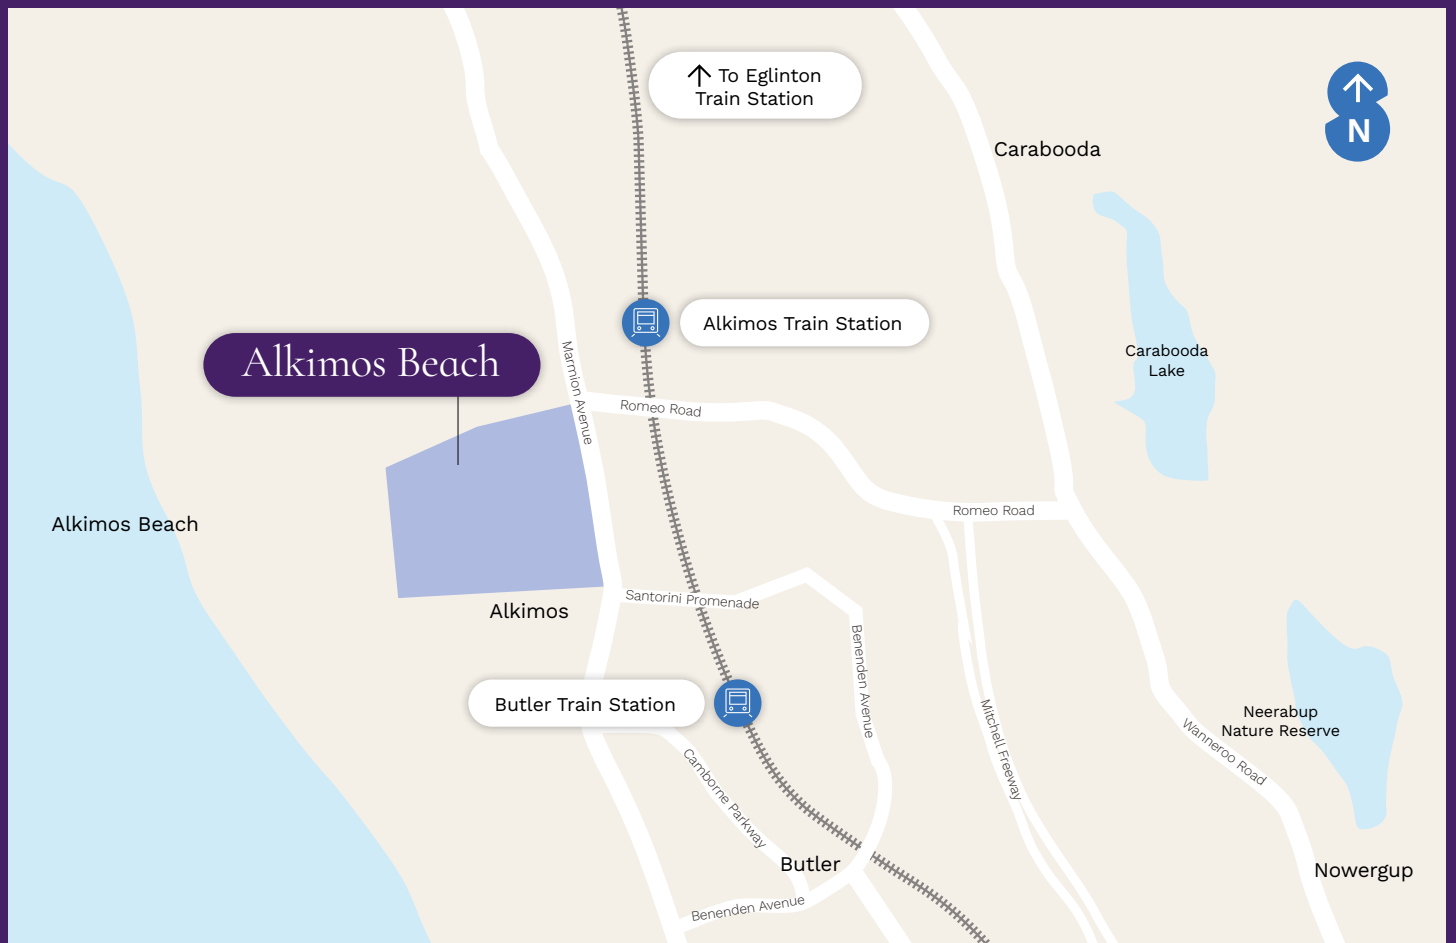 To Eglinton
Train Station
N
Carabooda
Alkimos Train Station
Alkimos Beach
Marmion Avenue
Carabooda
Lake
Romeo Road
Romeo Road
Alkimos Beach
Santorini Promenade
Alkimos
Benenden Avenue
Butler Train Station
Mitchell Freeway
Neerabup
Nature Reserve
Wanneroo Road
Camborne Parkway
Butler
Nowergup
Benenden Avenue